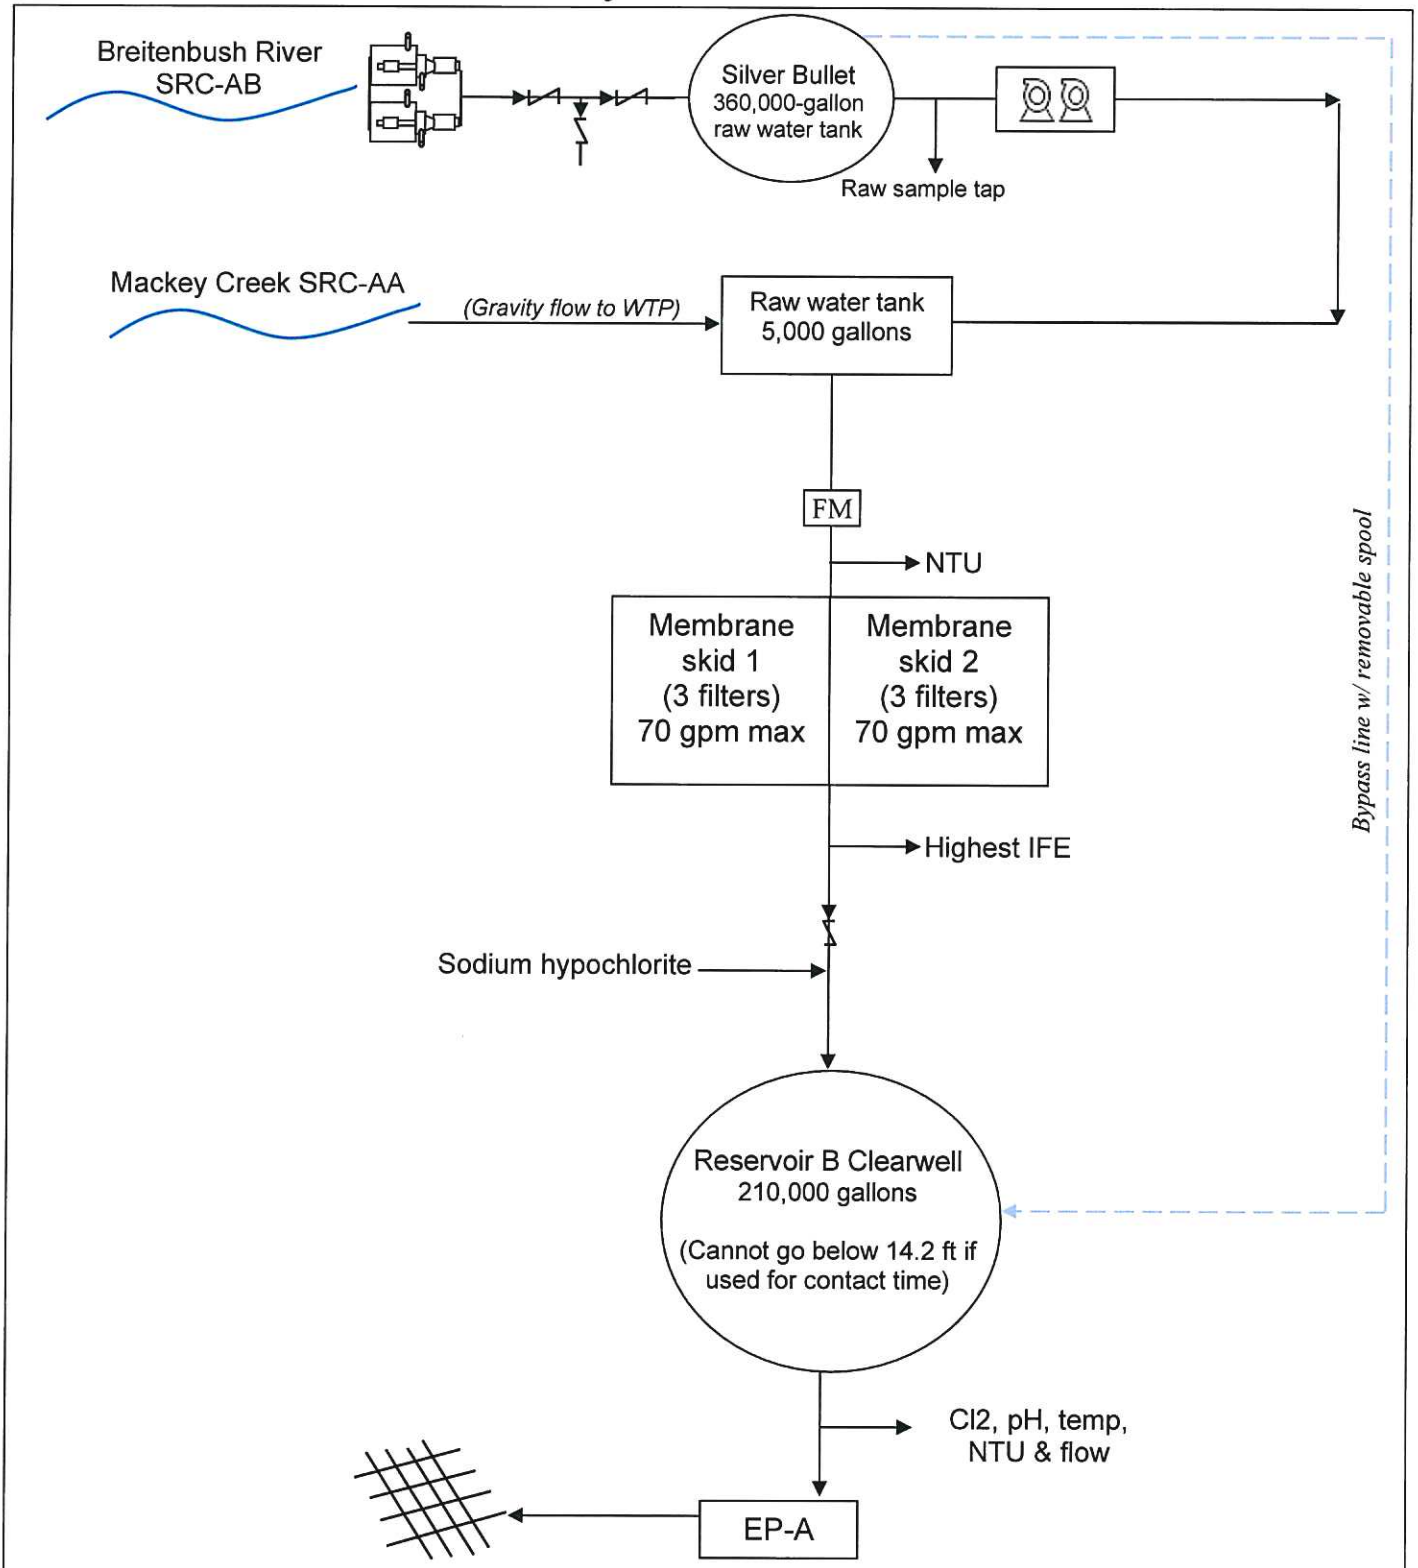 Breitenbush River
SRC-AB
Silver Bullet
360,000-gallon
raw water tank
Raw sample tap
Mackey Creek SRC-AA
(Gravity flow to WTP)
Raw water tank
5,000 gallons
FM
NTU
Membrane
skid 1
(3 filters)
70 gpm max
Membrane
skid 2
(3 filters)
70 gpm max
Bypass line w/ removable spool
Highest IFE
Sodium hypochlorite
Reservoir B Clearwell
210,000 gallons
(Cannot go below 14.2 ft if
used for contact time)
Cl2, pH, temp,
NTU & flow
EP-A